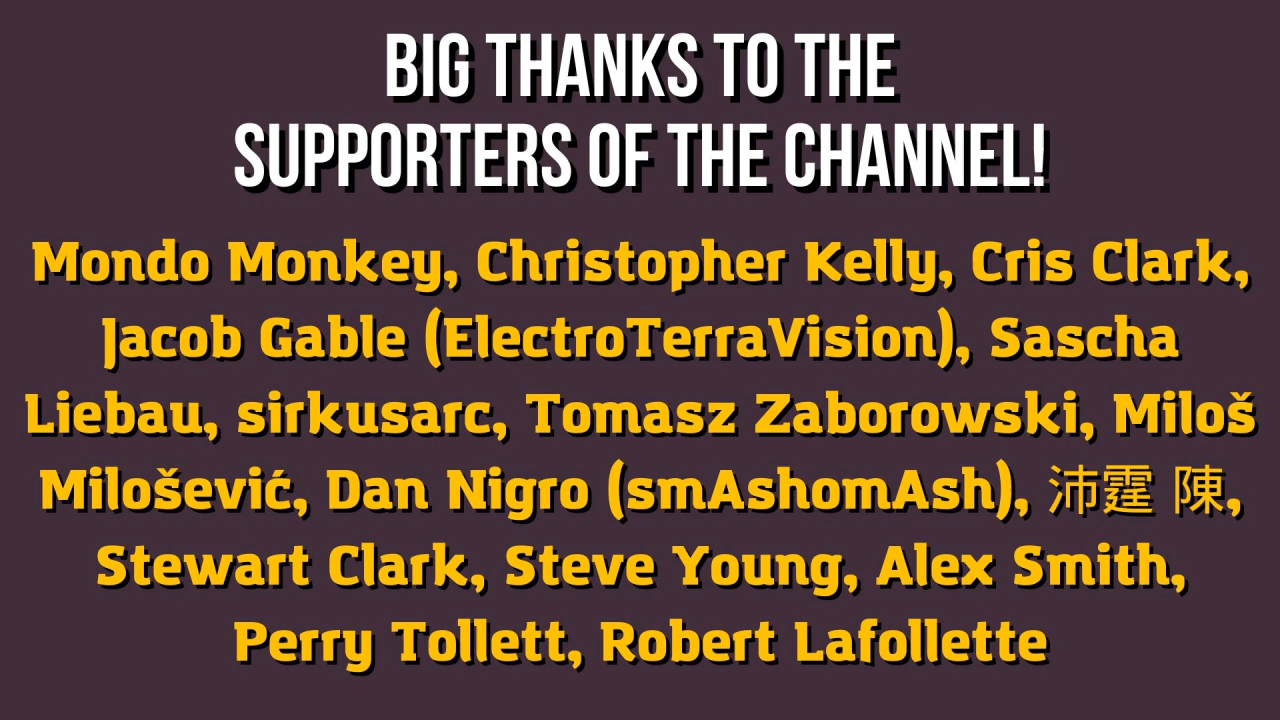 BIG THANKS TO THE
SUPPORTERS OF THE CHANNEL!
Mondo Monkey, Christopher Kelly, Cris Clark,
Jacob Gable (ElectroTerraVision), Sascha
Liebau, sirkusarc, Tomasz Zaborowski, Miloš
Milošević, Dan Nigro (smAshomAsh), 沛霆 陳,
Stewart Clark, Steve Young, Alex Smith,
Perry Tollett, Robert Lafollette